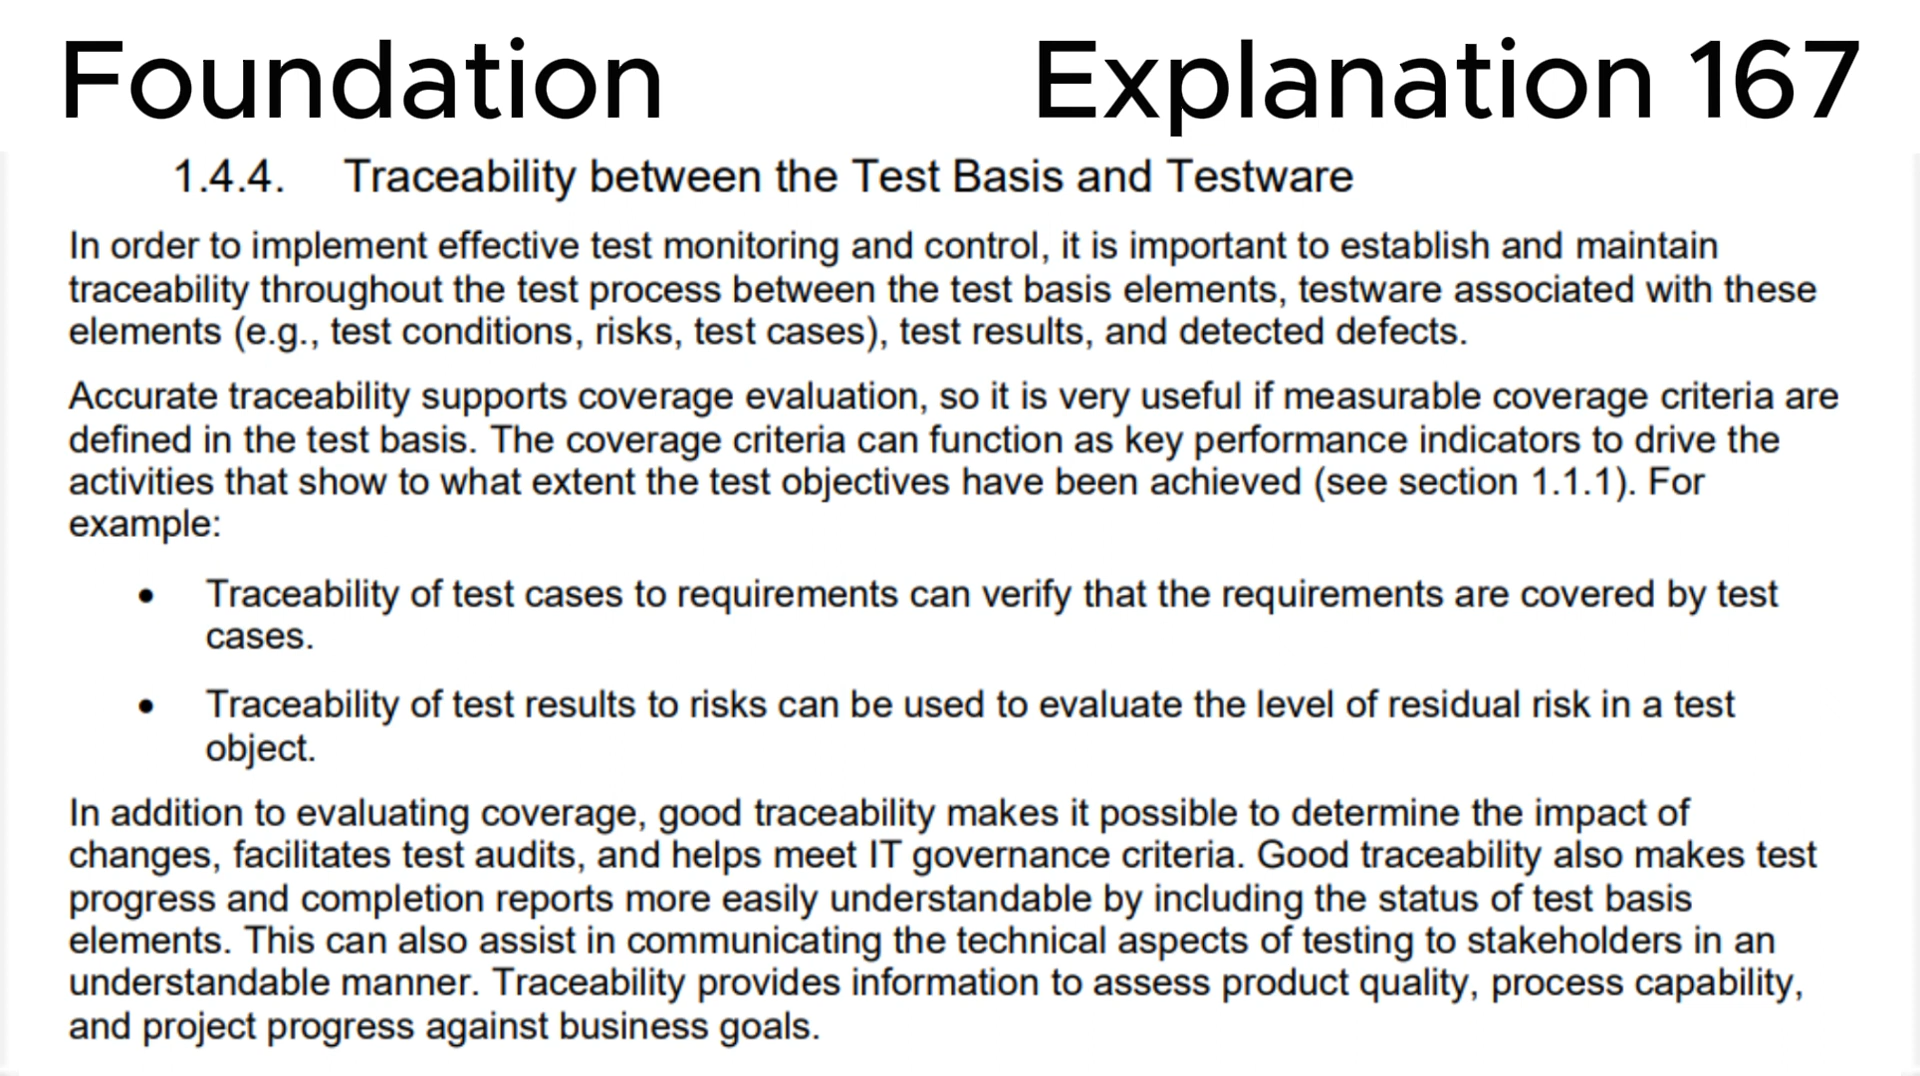 Foundation Explanation 167
1.4.4. Traceability between the Test Basis and Testware
In order to implement effective test monitoring and control, it is important to establish and maintain
traceability throughout the test process between the test basis elements, testware associated with these
elements (e.g., test conditions, risks, test cases), test results, and detected defects.
Accurate traceability supports coverage evaluation, so it is very useful if measurable coverage criteria are
defined in the test basis. The coverage criteria can function as key performance indicators to drive the
activities that show to what extent the test objectives have been achieved (see section 1.1.1). For
example:
• Traceability of test cases to requirements can verify that the requirements are covered by test
cases.
• Traceability of test results to risks can be used to evaluate the level of residual risk in a test
object.
In addition to evaluating coverage, good traceability makes it possible to determine the impact of
changes, facilitates test audits, and helps meet IT governance criteria. Good traceability also makes test
progress and completion reports more easily understandable by including the status of test basis
elements. This can also assist in communicating the technical aspects of testing to stakeholders in an
understandable manner. Traceability provides information to assess product quality, process capability,
and project progress against business goals.